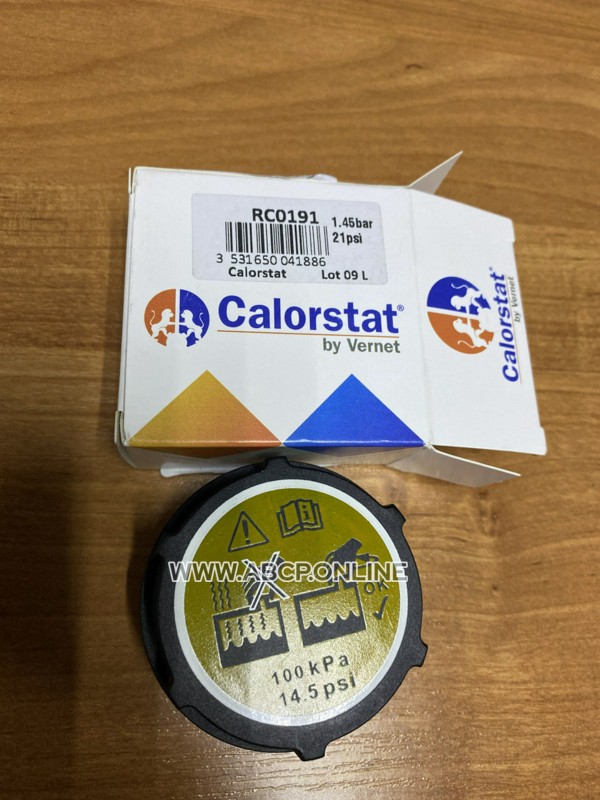 RC0191
1.45bar
21psi
3 531650 041886
Calorstat Lot 09 L
Calorstat®
by Vernet
Calorstat®
by Vernet
WWW.ABCP.ONLINE
OK
100 kPa
14.5 psi